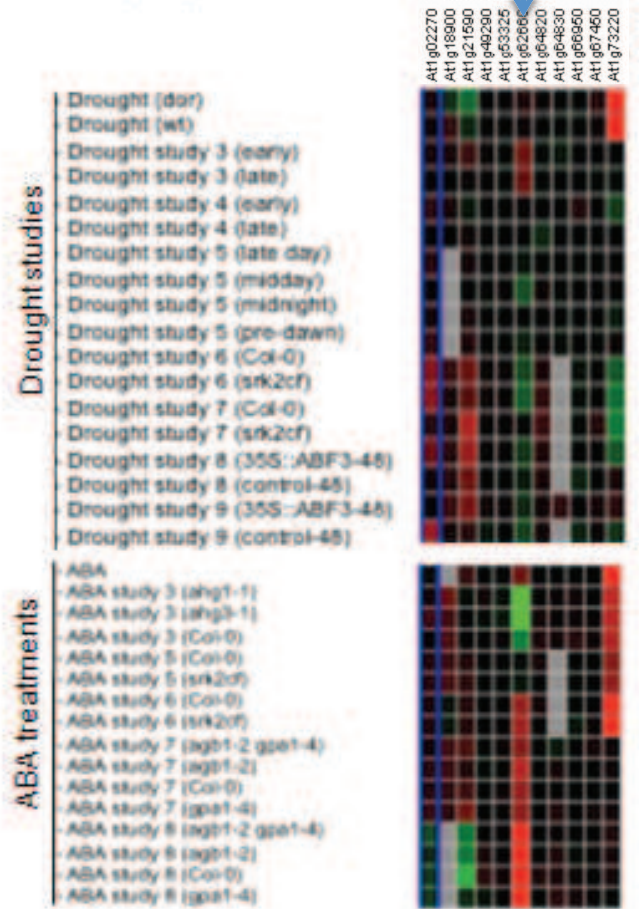 At1g02270
At1g18900
At1g21590
At1g49290
At1g53325
At1g62660
At1g64820
At1g64830
At1g66950
At1g67450
At1g73220
Drought studies
Drought (dor)
Drought (wt)
Drought study 3 (early)
Drought study 3 (late)
Drought study 4 (early)
Drought study 4 (late)
Drought study 5 (late day)
Drought study 5 (midday)
Drought study 5 (midnight)
Drought study 5 (pre-dawn)
Drought study 6 (Col-0)
Drought study 6 (srk2cf)
Drought study 7 (Col-0)
Drought study 7 (srk2cf)
Drought study 8 (35S::ABF3-48)
Drought study 8 (control-48)
Drought study 9 (35S::ABF3-48)
Drought study 9 (control-48)
ABA treatments
ABA
ABA study 3 (ahg1-1)
ABA study 3 (ahg3-1)
ABA study 3 (Col-0)
ABA study 5 (Col-0)
ABA study 5 (srk2cf)
ABA study 6 (Col-0)
ABA study 6 (srk2cf)
ABA study 7 (agb1-2 gpa1-4)
ABA study 7 (agb1-2)
ABA study 7 (Col-0)
ABA study 7 (gpa1-4)
ABA study 8 (agb1-2 gpa1-4)
ABA study 8 (agb1-2)
ABA study 8 (Col-0)
ABA study 8 (gpa1-4)